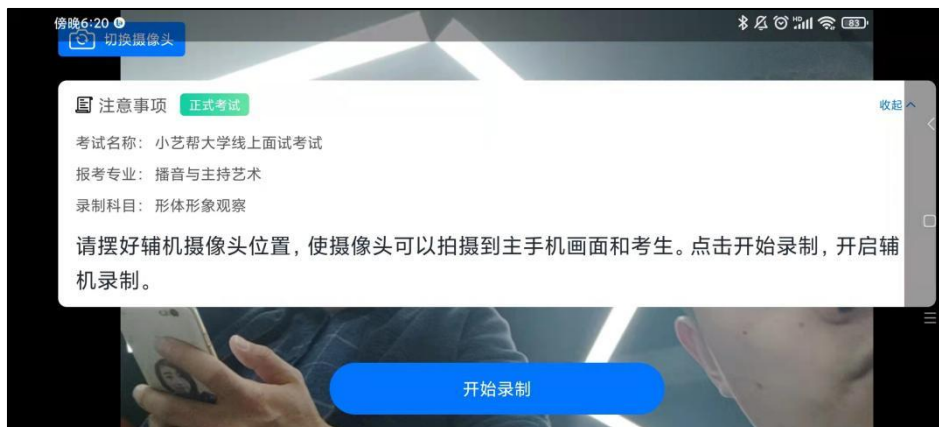 傍晚6:20
HD
83
切换摄像头
注意事项 正式考试
收起
考试名称: 小艺帮大学线上面试考试
报考专业: 播音与主持艺术
录制科目: 形体形象观察
请摆好辅机摄像头位置,使摄像头可以拍摄到主手机画面和考生。点击开始录制,开启辅
机录制。
开始录制